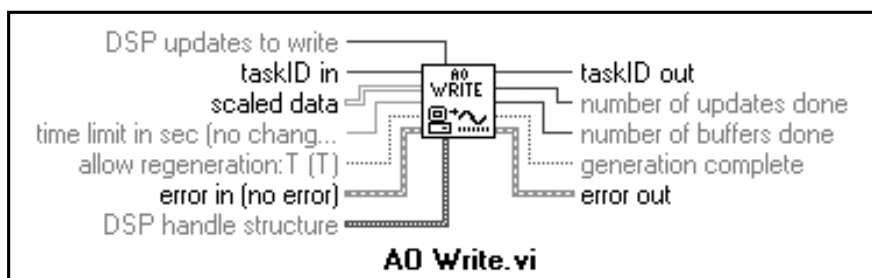 DSP updates to write
taskID in
scaled data
time limit in sec (no chang...
allow regeneration:T (T)
error in (no error)
DSP handle structure
AO
WRITE
taskID out
number of updates done
number of buffers done
generation complete
error out
AO Write.vi